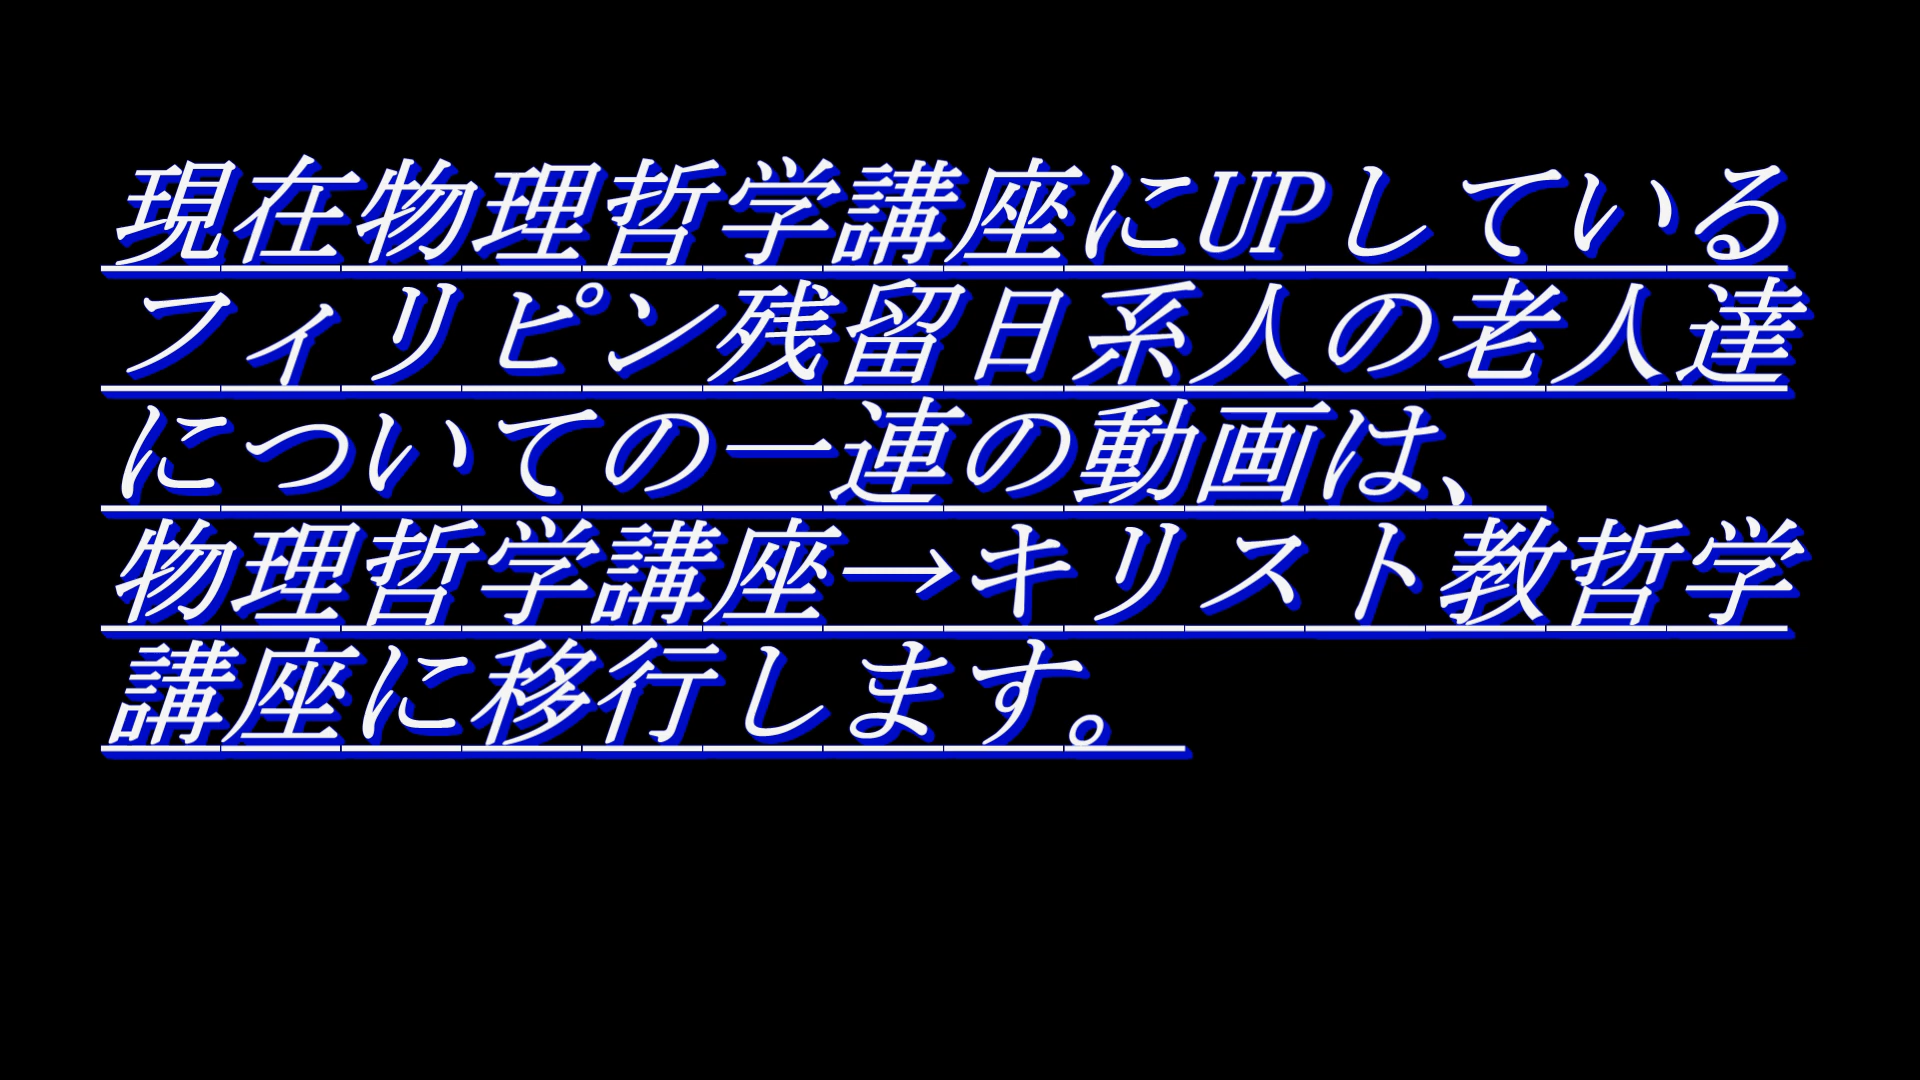 現在物理哲学講座にUPしている
フィリピン残留日系人の老人達
についての一連の動画は、
物理哲学講座→キリスト教哲学
講座に移行します。